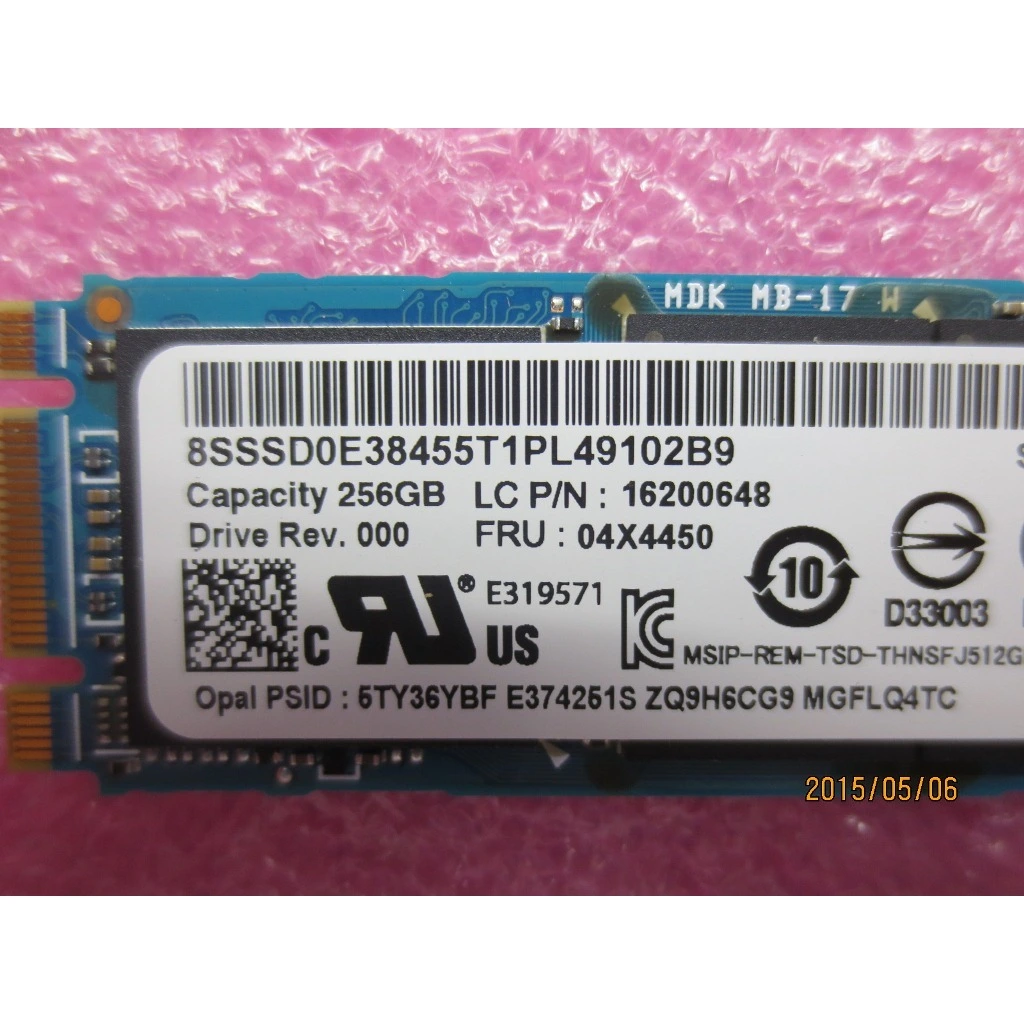 MDK MB-17 W
8SSSD0E38455T1PL49102B9
Capacity 256GB LC P/N : 16200648
Drive Rev. 000 FRU : 04X4450
10
D33003
C RU® US E319571
MSIP-REM-TSD-THNSFJ512G
Opal PSID : 5TY36YBF E374251S ZQ9H6CG9 MGFLQ4TC
2015/05/06